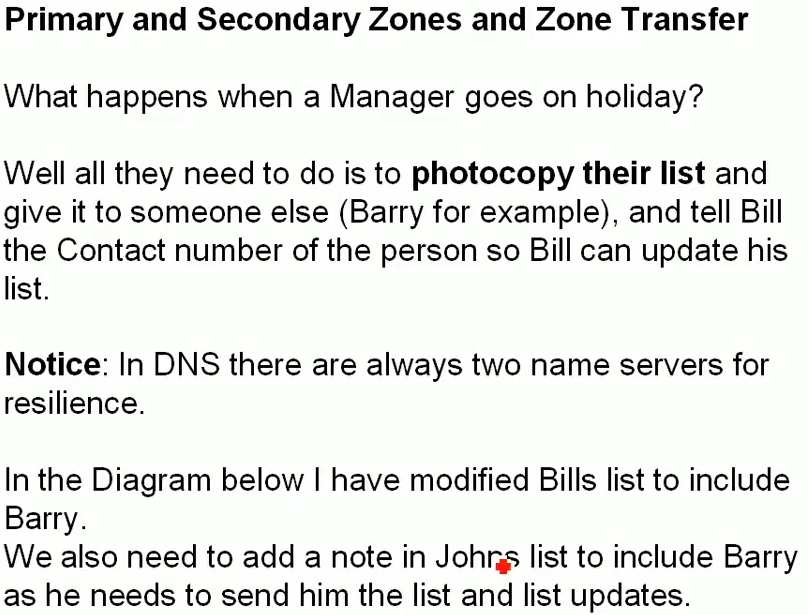 Primary and Secondary Zones and Zone Transfer
What happens when a Manager goes on holiday?
Well all they need to do is to photocopy their list and
give it to someone else (Barry for example), and tell Bill
the Contact number of the person so Bill can update his
list.
Notice: In DNS there are always two name servers for
resilience.
In the Diagram below I have modified Bills list to include
Barry.
We also need to add a note in Johns list to include Barry
as he needs to send him the list and list updates.